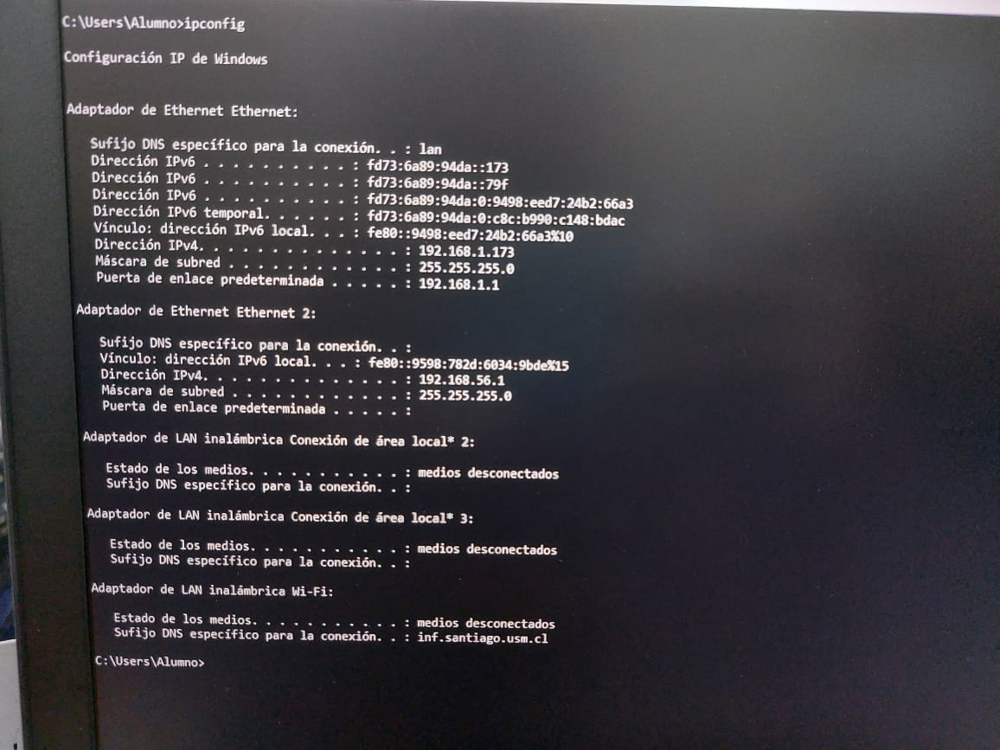 C:\Users\Alumno>ipconfig
Configuración IP de Windows
Adaptador de Ethernet Ethernet:
Sufijo DNS específico para la conexión. . : lan
Dirección IPv6 . . . . . . . . . . : fd73:6a89:94da::173
Dirección IPv6 . . . . . . . . . . : fd73:6a89:94da::79f
Dirección IPv6 . . . . . . . . . . : fd73:6a89:94da:0:9498:eed7:24b2:66a3
Dirección IPv6 temporal. . . . . . : fd73:6a89:94da:0:c8c:b990:c148:bdac
Vínculo: dirección IPv6 local. . . : fe80::9498:eed7:24b2:66a3%10
Dirección IPv4. . . . . . . . . . . . . . : 192.168.1.173
Máscara de subred . . . . . . . . . . . . : 255.255.255.0
Puerta de enlace predeterminada . . . . . : 192.168.1.1
Adaptador de Ethernet Ethernet 2:
Sufijo DNS específico para la conexión. . :
Vínculo: dirección IPv6 local. . . : fe80::9598:782d:6034:9bde%15
Dirección IPv4. . . . . . . . . . . . . . : 192.168.56.1
Máscara de subred . . . . . . . . . . . . : 255.255.255.0
Puerta de enlace predeterminada . . . . . :
Adaptador de LAN inalámbrica Conexión de área local* 2:
Estado de los medios. . . . . . . . . . . : medios desconectados
Sufijo DNS específico para la conexión. . :
Adaptador de LAN inalámbrica Conexión de área local* 3:
Estado de los medios. . . . . . . . . . . : medios desconectados
Sufijo DNS específico para la conexión. . :
Adaptador de LAN inalámbrica Wi-Fi:
Estado de los medios. . . . . . . . . . . : medios desconectados
Sufijo DNS específico para la conexión. . : inf.santiago.usm.cl
C:\Users\Alumno>